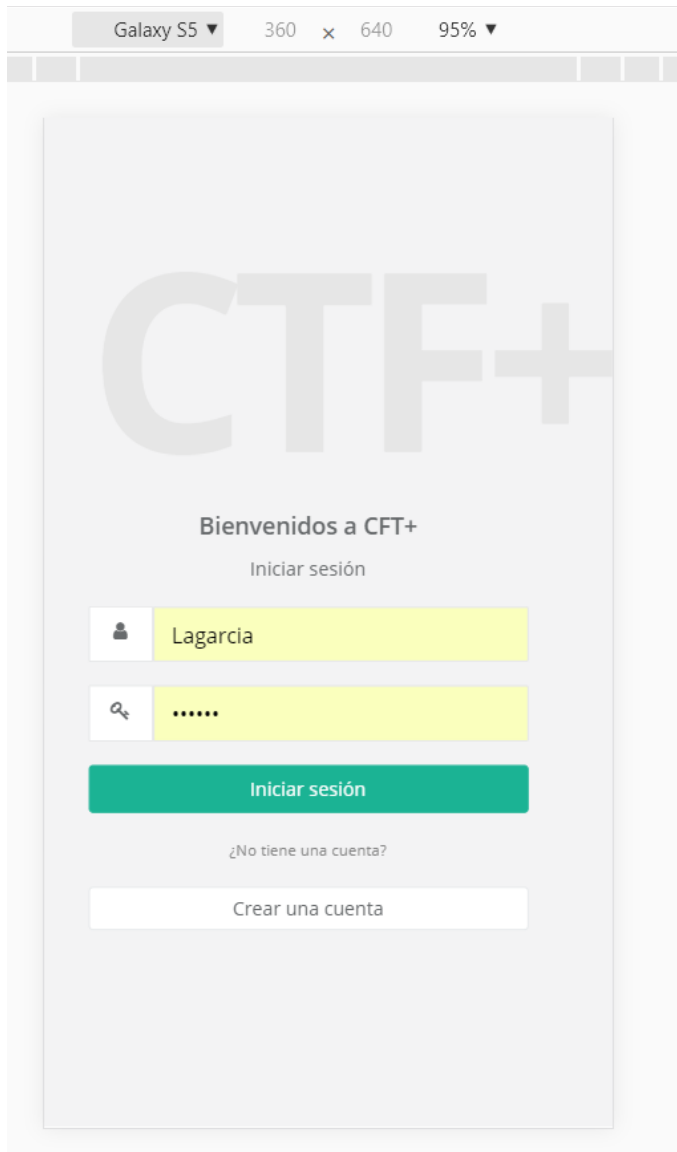 Galaxy S5 ▼ 360 × 640 95% ▼
CTF+
Bienvenidos a CFT+
Iniciar sesión
Lagarcia
••••••
Iniciar sesión
¿No tiene una cuenta?
Crear una cuenta